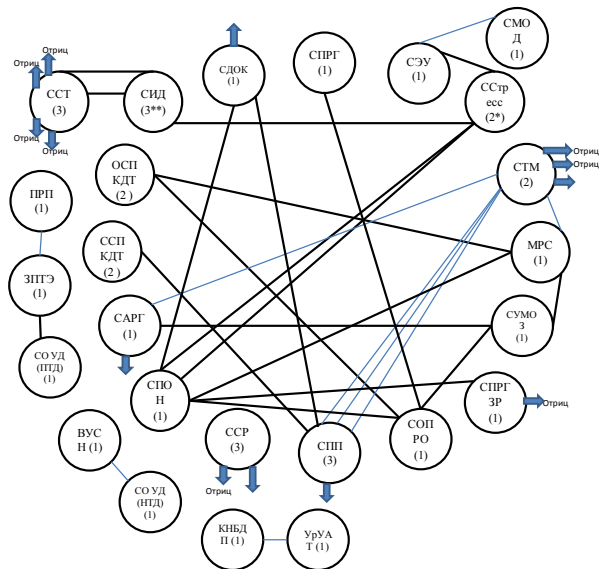 Отриц
Отриц
ССТ
(3)
Отриц
Отриц
СИД
(3**)
СДОК
(1)
СПРГ
(1)
СЭУ
(1)
СМО
Д
(1)
ССтр
есс
(2*)
СТМ
(2)
Отриц
Отриц
ПРП
(1)
ОСП
КДТ
(2 )
ССП
КДТ
(2 )
МРС
(1)
ЗПТЭ
(1)
САРГ
(1)
СУМО
З
(1)
СО УД
(ПТД)
(1)
СПО
Н
(1)
СПРГ
ЗР
(1)
Отриц
ВУС
Н (1)
ССР
(3)
Отриц
СПП
(3)
СОП
РО
(1)
СО УД
(НТД)
(1)
КНБД
П (1)
УрУА
Т (1)